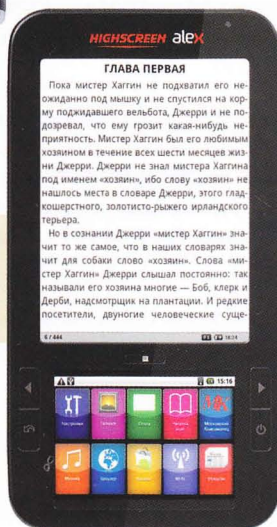 HIGHSCREEN alex
ГЛАВА ПЕРВАЯ
Пока мистер Хаггин не подхватил его не-
ожиданно под мышку и не спустился на кор-
му поджидавшего вельбота, Джерри и не по-
дозревал, что ему грозит какая-нибудь не-
приятность. Мистер Хаггин был его любимым
хозяином в течение всех шести месяцев жиз-
ни Джерри. Джерри не знал мистера Хаггина
под именем «хозяин», ибо слову «хозяин» не
нашлось места в словаре Джерри, этого глад-
кошерстного, золотисто-рыжего ирландского
терьера.
Но в сознании Джерри «мистер Хаггин» зна-
чит то же самое, что в наших словарях зна-
чит для собаки слово «хозяин». Слова «ми-
стер Хаггин» Джерри слышал постоянно: так
называли его хозяина многие — Боб, клерк и
Дерби, надсмотрщик на плантации. И редкие
посетители, двуногие человеческие суще-
6 / 444
15:16
Настройки
Московский Комсомолец